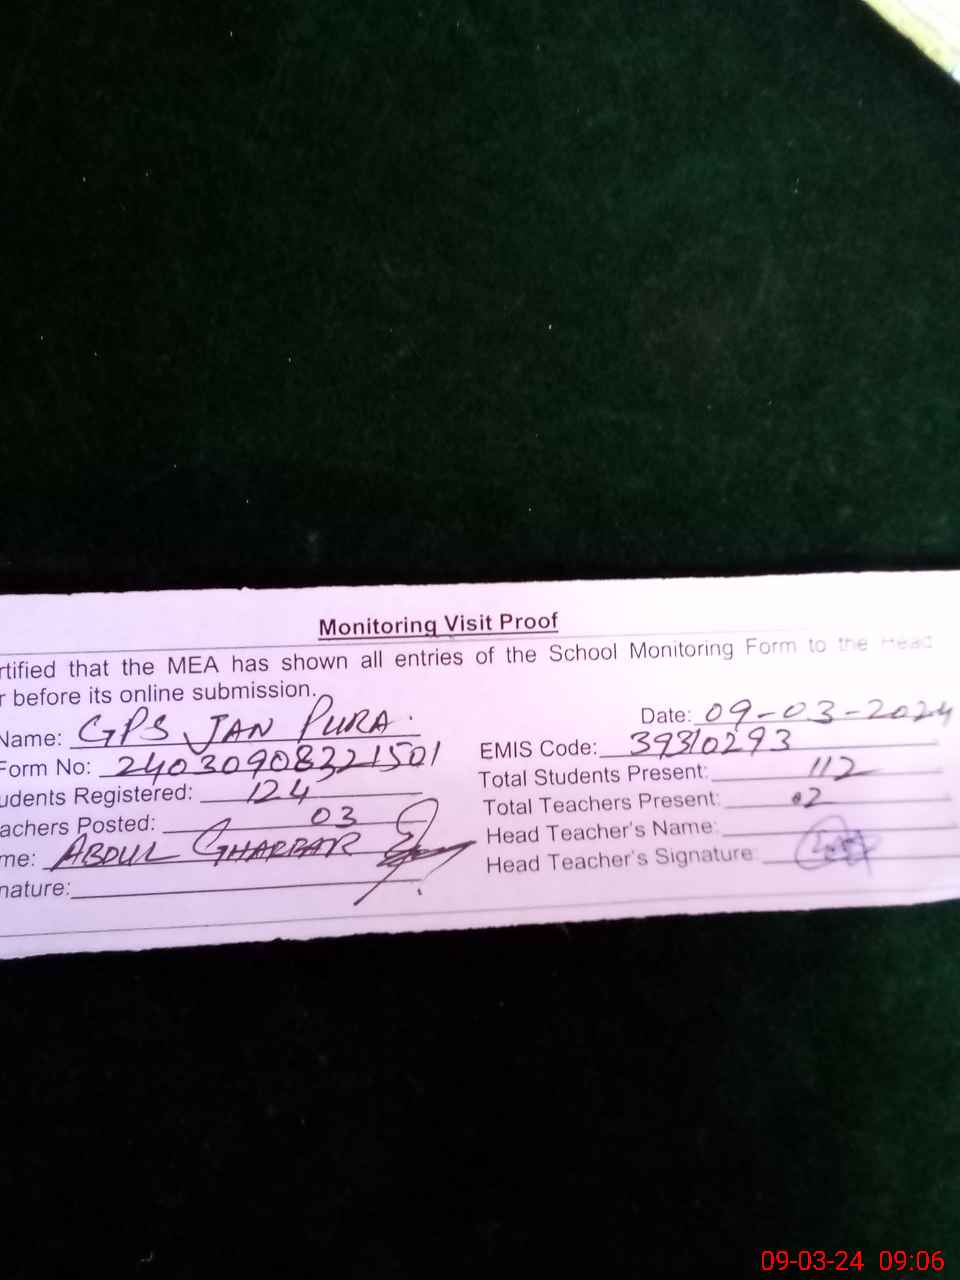 Monitoring Visit Proof
rtified that the MEA has shown all entries of the School Monitoring Form to the Head
r before its online submission.
Name: GPS JAN PURA. Date: 09-03-2024
Form No: 240309083221501 EMIS Code: 39310293
udents Registered: 124 Total Students Present: 112
achers Posted: 03 Total Teachers Present: 02
me: ABDUL GHAFFAR Head Teacher's Name:
nature: Head Teacher's Signature:
09-03-24 09:06